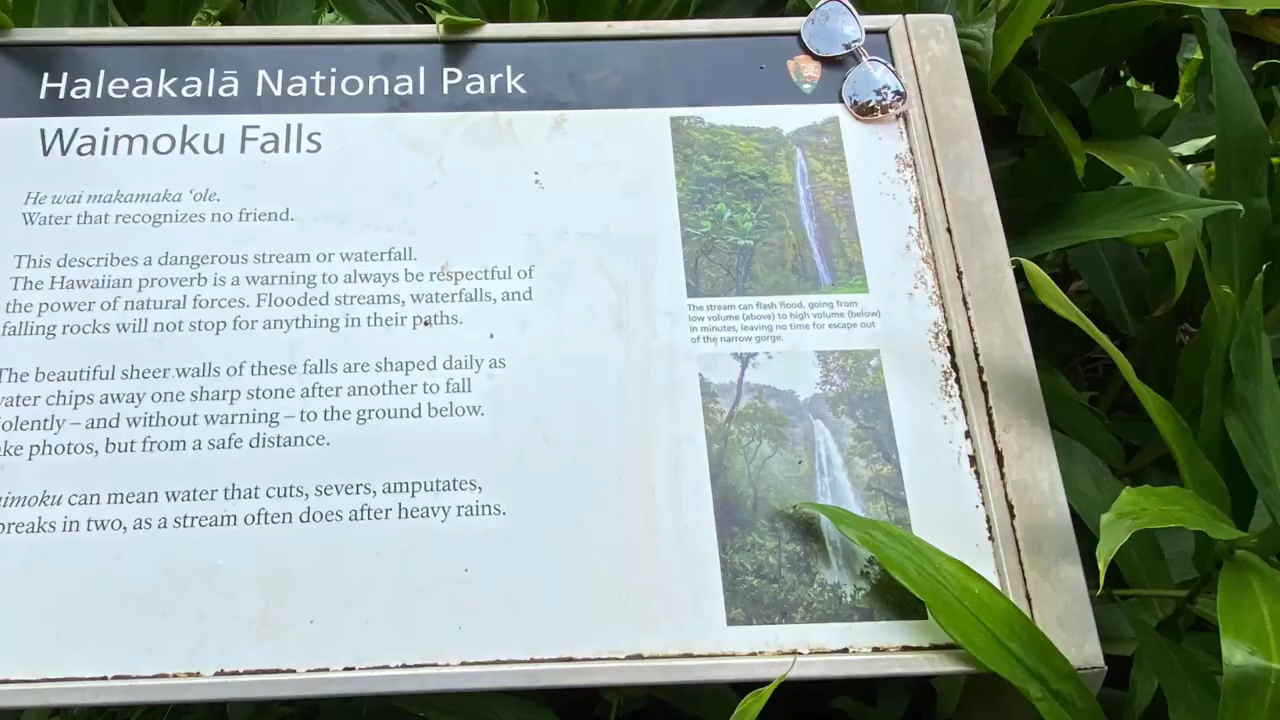 Haleakalā National Park
Waimoku Falls
He wai makamaka ʻole.
Water that recognizes no friend.
This describes a dangerous stream or waterfall.
The Hawaiian proverb is a warning to always be respectful of
the power of natural forces. Flooded streams, waterfalls, and
falling rocks will not stop for anything in their paths.
The beautiful sheer walls of these falls are shaped daily as
water chips away one sharp stone after another to fall
iolently – and without warning – to the ground below.
ke photos, but from a safe distance.
imoku can mean water that cuts, severs, amputates,
breaks in two, as a stream often does after heavy rains.
The stream can flash flood, going from
low volume (above) to high volume (below)
in minutes, leaving no time for escape out
of the narrow gorge.